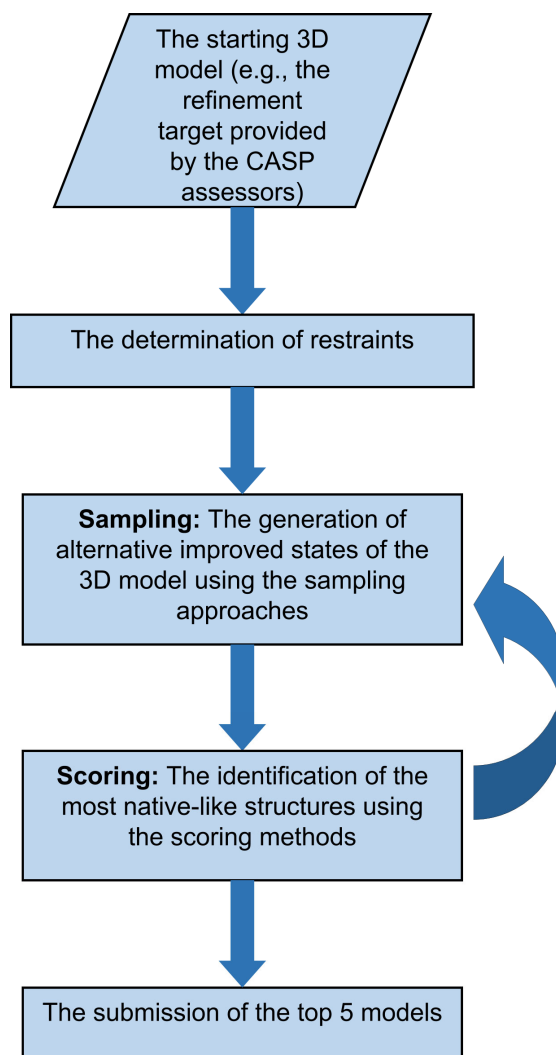 The starting 3D
model (e.g., the
refinement
target provided
by the CASP
assessors)
The determination of restraints
Sampling: The generation of
alternative improved states of the
3D model using the sampling
approaches
Scoring: The identification of the
most native-like structures using
the scoring methods
The submission of the top 5 models